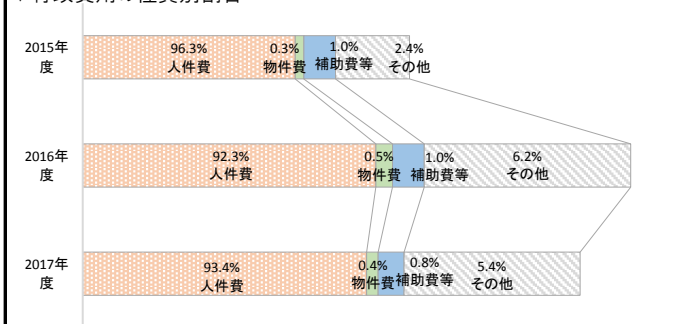 2015年
度
96.3%
人件費
0.3%
物件費
1.0%
補助費等
2.4%
その他
2016年
度
92.3%
人件費
0.5%
物件費
1.0%
補助費等
6.2%
その他
2017年
度
93.4%
人件費
0.4%
物件費
0.8%
補助費等
5.4%
その他